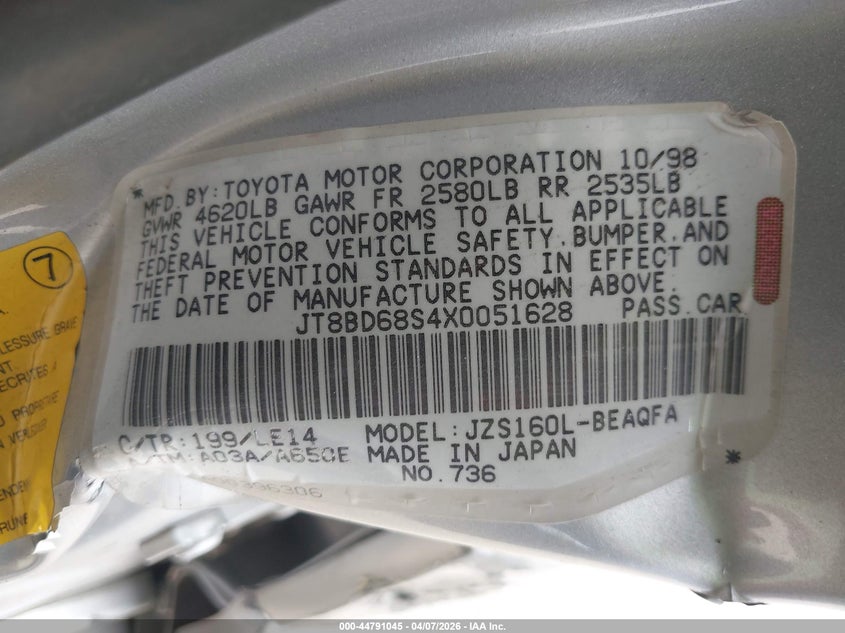 MFD. BY: TOYOTA MOTOR CORPORATION 10/98
GVWR 4620LB GAWR FR 2580LB RR 2535LB
THIS VEHICLE CONFORMS TO ALL APPLICABLE
FEDERAL MOTOR VEHICLE SAFETY, BUMPER, AND
THEFT PREVENTION STANDARDS IN EFFECT ON
THE DATE OF MANUFACTURE SHOWN ABOVE.
JT8BD68S4X0051628 PASS. CAR
C/TR: 199/LE14 MODEL: JZS160L-BEAQFA
A/TM: A03A/A650E MADE IN JAPAN
NO. 736
7
GRAVE
000-44791045 | 04/07/2026 | IAA Inc.